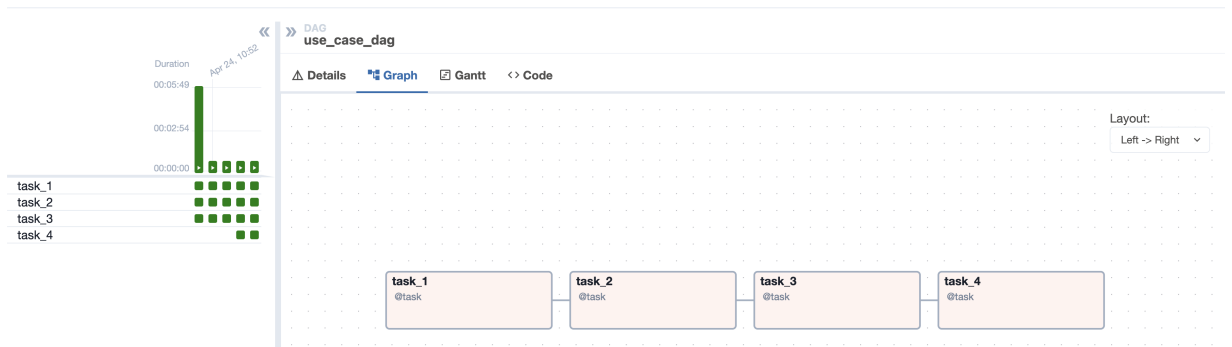 Duration
Apr 24, 10:52
00:05:49
00:02:54
00:00:00
task_1
task_2
task_3
task_4
DAG
use_case_dag
Details
Graph
Gantt
<> Code
Layout:
Left -> Right
task_1
@task
task_2
@task
task_3
@task
task_4
@task